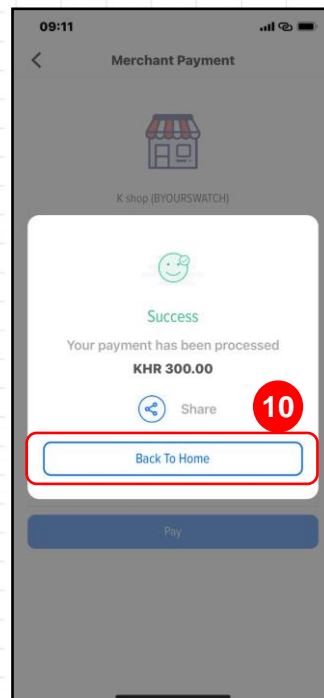 09:11
Merchant Payment
K shop (BYOURSWATCH)
Success
Your payment has been processed
KHR 300.00
Share
10
Back To Home
Pay